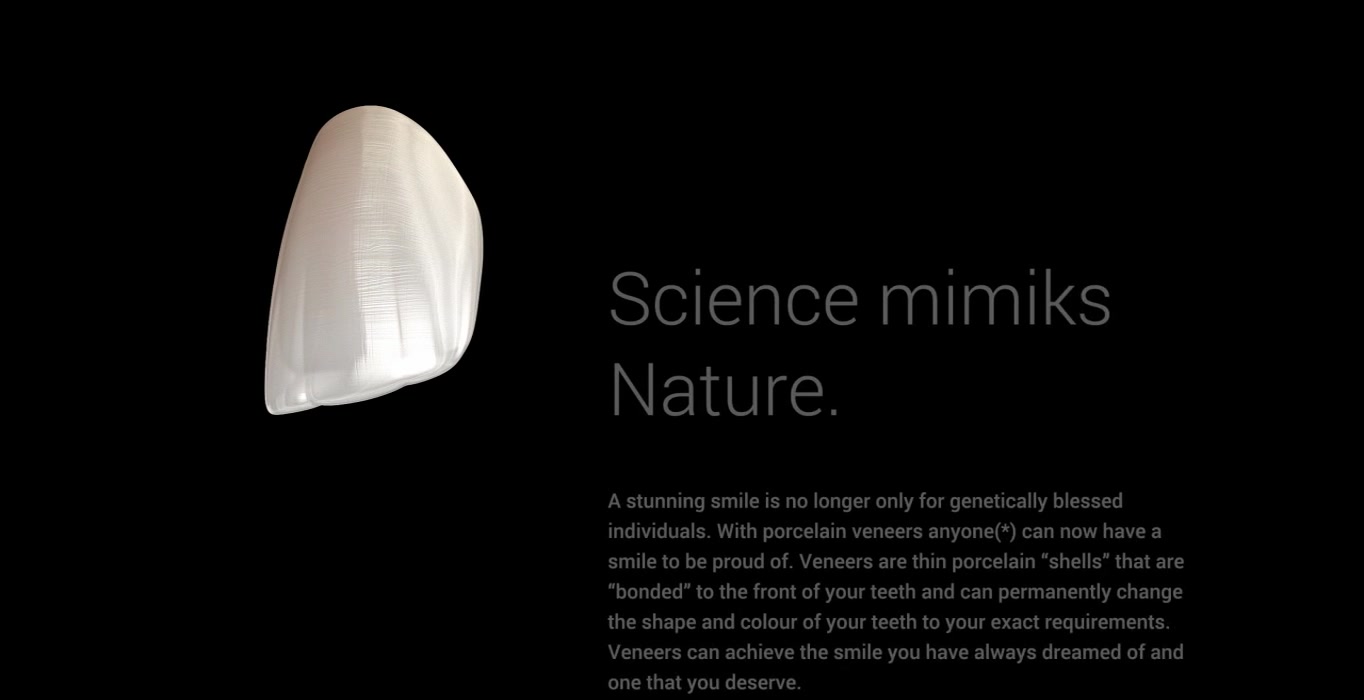 Science mimiks
Nature.
A stunning smile is no longer only for genetically blessed
individuals. With porcelain veneers anyone(*) can now have a
smile to be proud of. Veneers are thin porcelain “shells” that are
“bonded” to the front of your teeth and can permanently change
the shape and colour of your teeth to your exact requirements.
Veneers can achieve the smile you have always dreamed of and
one that you deserve.